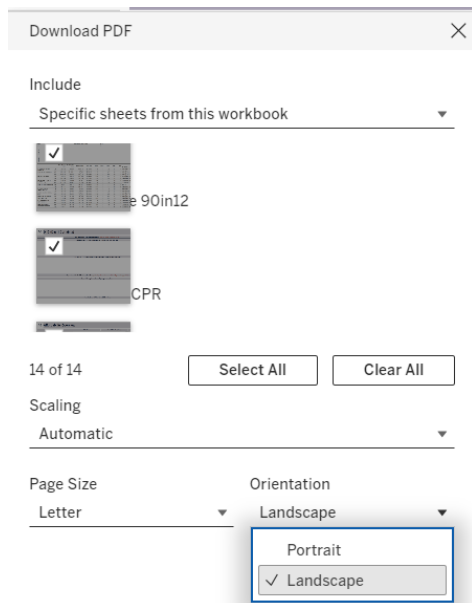 Download PDF
Include
Specific sheets from this workbook
e 90in12
CPR
14 of 14 Select All Clear All
Scaling
Automatic
Page Size Orientation
Letter Landscape
Portrait
Landscape